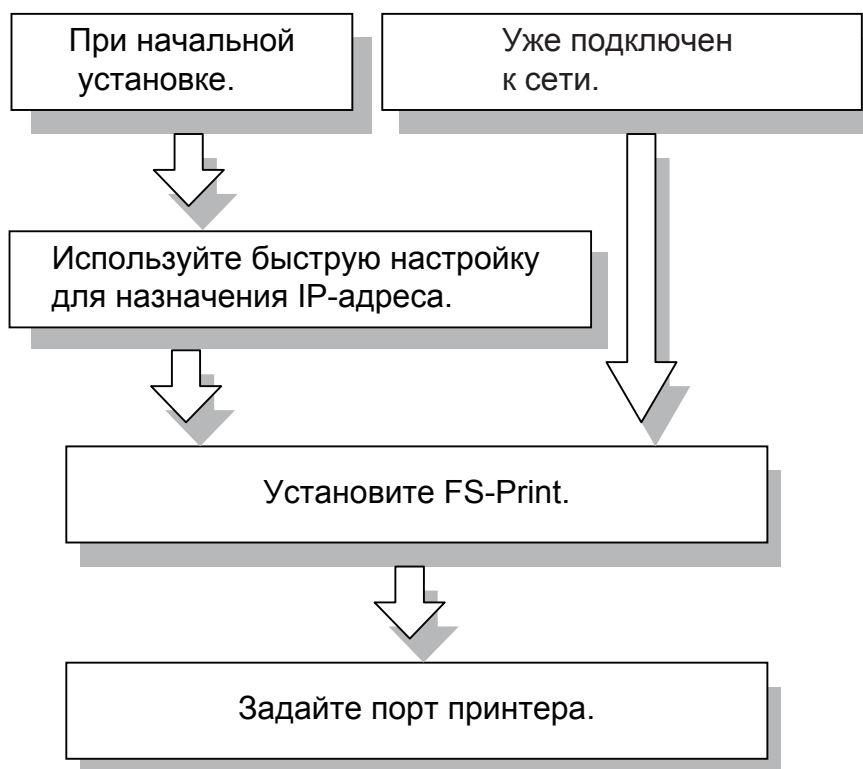 При начальной
установке.
Уже подключен
к сети.
Используйте быструю настройку
для назначения IP-адреса.
Установите FS-Print.
Задайте порт принтера.